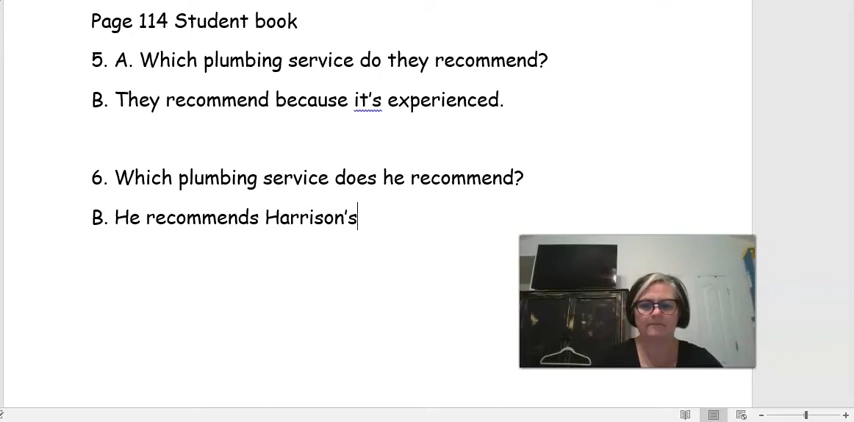 Page 114 Student book
5. A. Which plumbing service do they recommend?
B. They recommend because it's experienced.
6. Which plumbing service does he recommend?
B. He recommends Harrison's